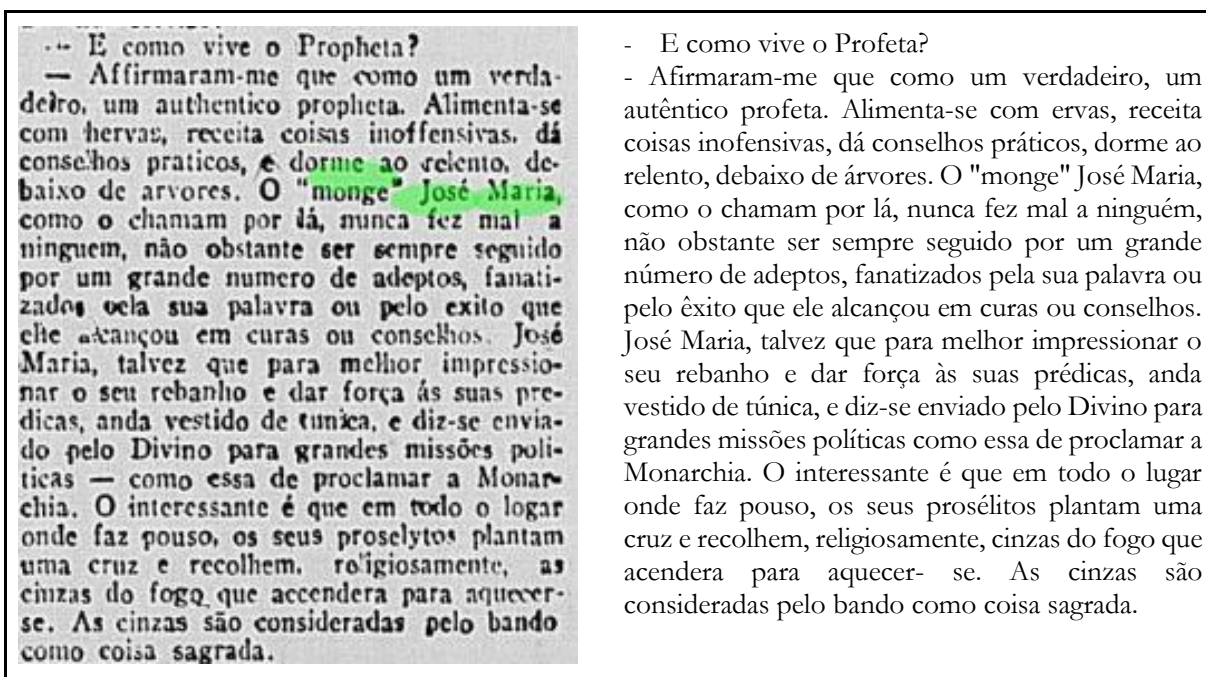 -- E como vive o Propheta?
— Affirmaram-me que como um verda-
deiro, um authentico propheta. Alimenta-se
com hervas, receita coisas inoffensivas, dá
conselhos praticos, e dorme ao relento, de-
baixo de arvores. O "monge" José Maria,
como o chamam por lá, nunca fez mal a
ninguem, não obstante ser sempre seguido
por um grande numero de adeptos, fanati-
zados pela sua palavra ou pelo exito que
elle alcançou em curas ou conselhos. José
Maria, talvez que para melhor impressio-
nar o seu rebanho e dar força ás suas pre-
dicas, anda vestido de tunica, e diz-se envia-
do pelo Divino para grandes missões poli-
ticas — como essa de proclamar a Monar-
chia. O interessante é que em todo o logar
onde faz pouso, os seus proselytos plantam
uma cruz e recolhem, religiosamente, as
cinzas do fogo que accendera para aquecer-
se. As cinzas são consideradas pelo bando
como coisa sagrada.
- E como vive o Profeta?
- Afirmaram-me que como um verdadeiro, um
autêntico profeta. Alimenta-se com ervas, receita
coisas inofensivas, dá conselhos práticos, dorme ao
relento, debaixo de árvores. O "monge" José Maria,
como o chamam por lá, nunca fez mal a ninguém,
não obstante ser sempre seguido por um grande
número de adeptos, fanatizados pela sua palavra ou
pelo êxito que ele alcançou em curas ou conselhos.
José Maria, talvez que para melhor impressionar o
seu rebanho e dar força às suas prédicas, anda
vestido de túnica, e diz-se enviado pelo Divino para
grandes missões políticas como essa de proclamar a
Monarchia. O interessante é que em todo o lugar
onde faz pouso, os seus prosélitos plantam uma
cruz e recolhem, religiosamente, cinzas do fogo que
acendera para aquecer- se. As cinzas são
consideradas pelo bando como coisa sagrada.